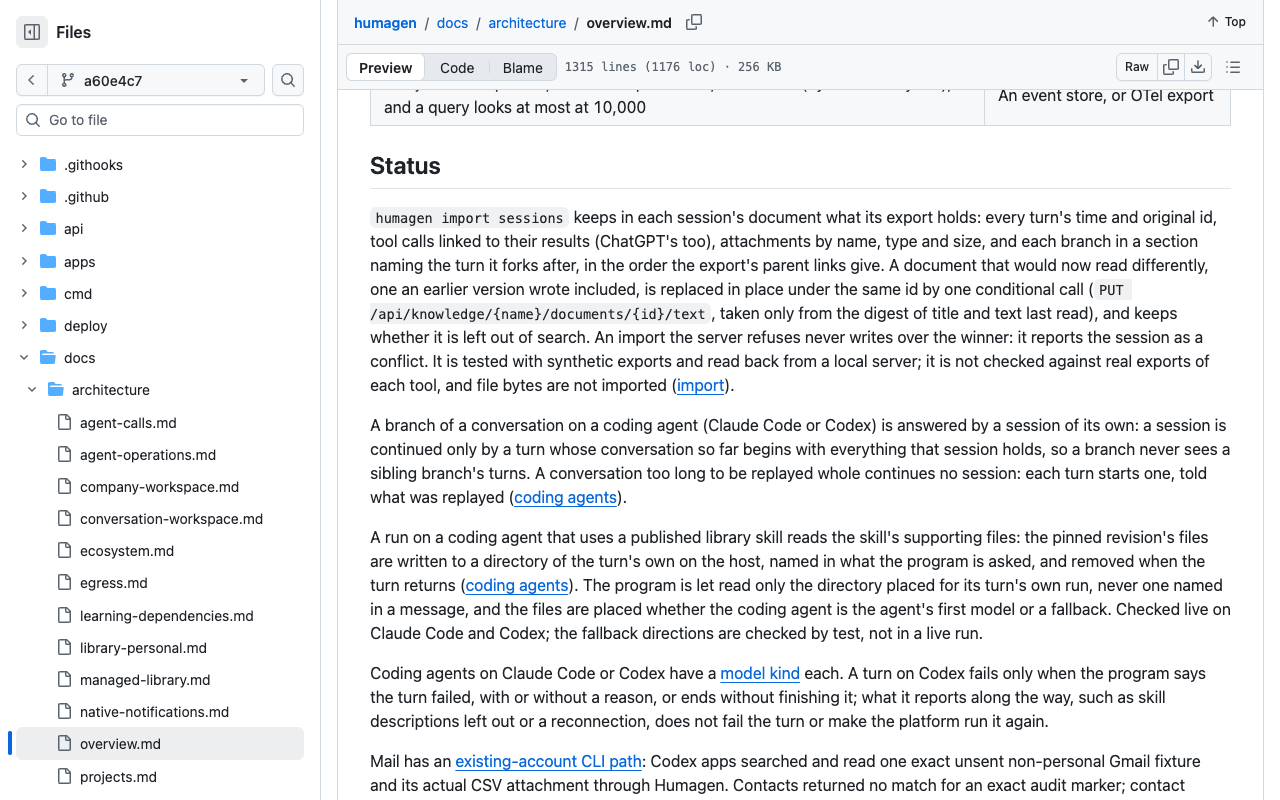 Files
a60e4c7
Go to file
.githooks
.github
api
apps
cmd
deploy
docs
architecture
agent-calls.md
agent-operations.md
company-workspace.md
conversation-workspace.md
ecosystem.md
egress.md
learning-dependencies.md
library-personal.md
managed-library.md
native-notifications.md
overview.md
projects.md
humagen / docs / architecture / overview.md
Top
Preview Code Blame 1315 lines (1176 loc) · 256 KB
Raw
and a query looks at most at 10,000
An event store, or OTel export
Status
humagen import sessions keeps in each session's document what its export holds: every turn's time and original id,
tool calls linked to their results (ChatGPT's too), attachments by name, type and size, and each branch in a section
naming the turn it forks after, in the order the export's parent links give. A document that would now read differently,
one an earlier version wrote included, is replaced in place under the same id by one conditional call ( PUT
/api/knowledge/{name}/documents/{id}/text , taken only from the digest of title and text last read), and keeps
whether it is left out of search. An import the server refuses never writes over the winner: it reports the session as a
conflict. It is tested with synthetic exports and read back from a local server; it is not checked against real exports of
each tool, and file bytes are not imported (import).
A branch of a conversation on a coding agent (Claude Code or Codex) is answered by a session of its own: a session is
continued only by a turn whose conversation so far begins with everything that session holds, so a branch never sees a
sibling branch's turns. A conversation too long to be replayed whole continues no session: each turn starts one, told
what was replayed (coding agents).
A run on a coding agent that uses a published library skill reads the skill's supporting files: the pinned revision's files
are written to a directory of the turn's own on the host, named in what the program is asked, and removed when the
turn returns (coding agents). The program is let read only the directory placed for its turn's own run, never one named
in a message, and the files are placed whether the coding agent is the agent's first model or a fallback. Checked live on
Claude Code and Codex; the fallback directions are checked by test, not in a live run.
Coding agents on Claude Code or Codex have a model kind each. A turn on Codex fails only when the program says
the turn failed, with or without a reason, or ends without finishing it; what it reports along the way, such as skill
descriptions left out or a reconnection, does not fail the turn or make the platform run it again.
Mail has an existing-account CLI path: Codex apps searched and read one exact unsent non-personal Gmail fixture
and its actual CSV attachment through Humagen. Contacts returned no match for an exact audit marker; contact